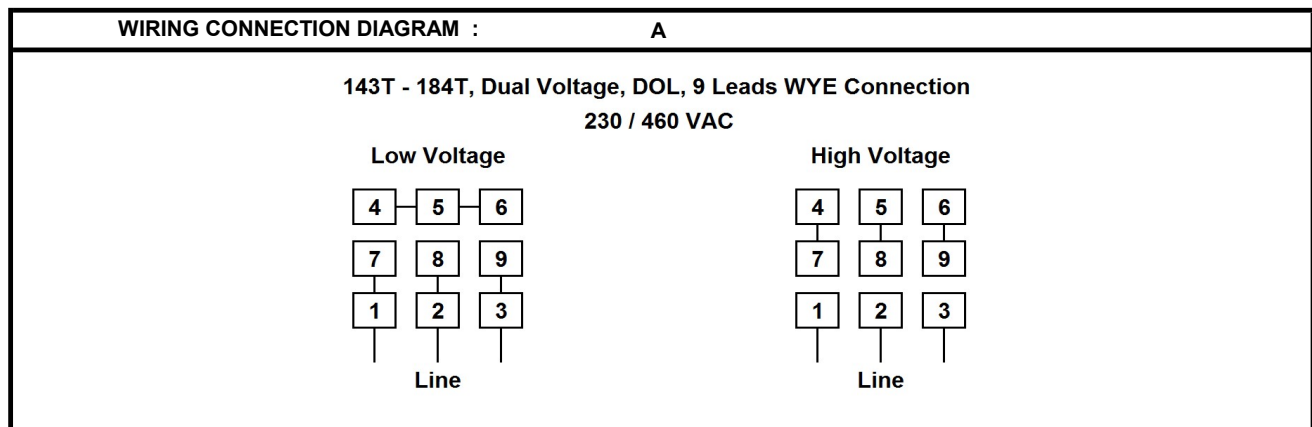 WIRING CONNECTION DIAGRAM : A
143T - 184T, Dual Voltage, DOL, 9 Leads WYE Connection
230 / 460 VAC
Low Voltage
4 5 6
7 8 9
1 2 3
Line
High Voltage
4 5 6
7 8 9
1 2 3
Line